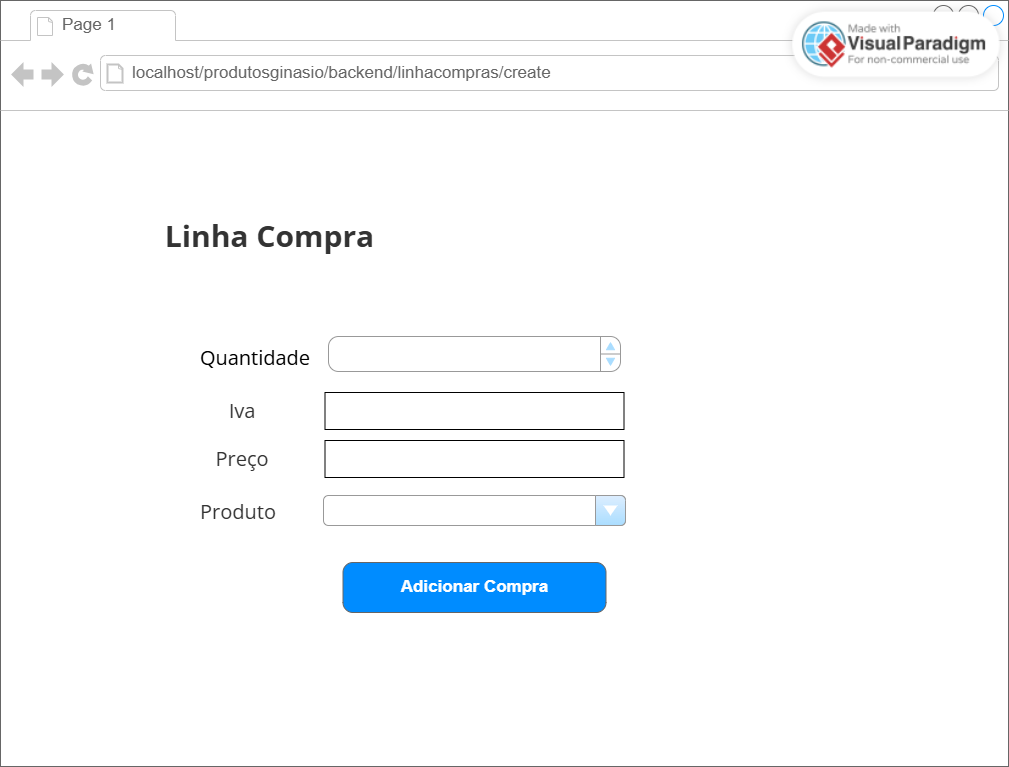 Page 1
Made with
Visual Paradigm
For non-commercial use
localhost/produtosginasio/backend/linhacompras/create
Linha Compra
Quantidade
Iva
Preço
Produto
Adicionar Compra